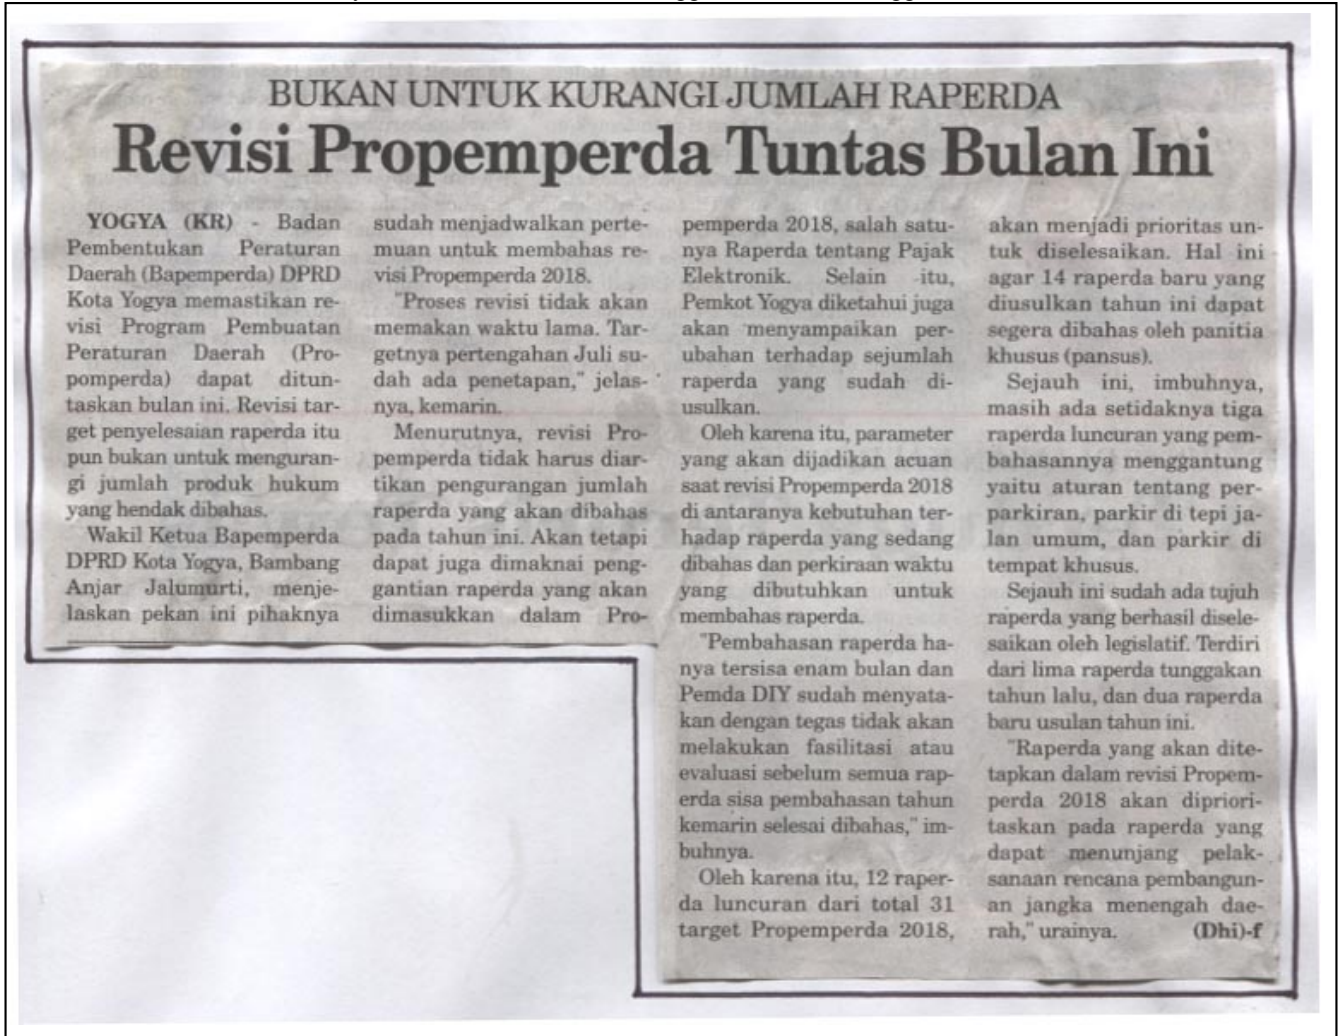 BUKAN UNTUK KURANGI JUMLAH RAPERDA
Revisi Propemperda Tuntas Bulan Ini
YOGYA (KR) - Badan
Pembentukan Peraturan
Daerah (Bapemperda) DPRD
Kota Yogya memastikan re-
visi Program Pembuatan
Peraturan Daerah (Pro-
pomperda) dapat ditun-
taskan bulan ini. Revisi tar-
get penyelesaian raperda itu
pun bukan untuk menguran-
gi jumlah produk hukum
yang hendak dibahas.
Wakil Ketua Bapemperda
DPRD Kota Yogya, Bambang
Anjar Jalumurti, menje-
laskan pekan ini pihaknya
sudah menjadwalkan perte-
muan untuk membahas re-
visi Propemperda 2018.
"Proses revisi tidak akan
memakan waktu lama. Tar-
getnya pertengahan Juli su-
dah ada penetapan," jelas-
nya, kemarin.
Menurutnya, revisi Pro-
pemperda tidak harus diar-
tikan pengurangan jumlah
raperda yang akan dibahas
pada tahun ini. Akan tetapi
dapat juga dimaknai peng-
gantian raperda yang akan
dimasukkan dalam Pro-
pemperda 2018, salah satu-
nya Raperda tentang Pajak
Elektronik. Selain itu,
Pemkot Yogya diketahui juga
akan menyampaikan per-
ubahan terhadap sejumlah
raperda yang sudah di-
usulkan.
Oleh karena itu, parameter
yang akan dijadikan acuan
saat revisi Propemperda 2018
di antaranya kebutuhan ter-
hadap raperda yang sedang
dibahas dan perkiraan waktu
yang dibutuhkan untuk
membahas raperda.
"Pembahasan raperda ha-
nya tersisa enam bulan dan
Pemda DIY sudah menyata-
kan dengan tegas tidak akan
melakukan fasilitasi atau
evaluasi sebelum semua rap-
erda sisa pembahasan tahun
kemarin selesai dibahas," im-
buhnya.
Oleh karena itu, 12 raper-
da luncuran dari total 31
target Propemperda 2018,
akan menjadi prioritas un-
tuk diselesaikan. Hal ini
agar 14 raperda baru yang
diusulkan tahun ini dapat
segera dibahas oleh panitia
khusus (pansus).
Sejauh ini, imbuhnya,
masih ada setidaknya tiga
raperda luncuran yang pem-
bahasannya menggantung
yaitu aturan tentang per-
parkiran, parkir di tepi ja-
lan umum, dan parkir di
tempat khusus.
Sejauh ini sudah ada tujuh
raperda yang berhasil disele-
saikan oleh legislatif. Terdiri
dari lima raperda tunggakan
tahun lalu, dan dua raperda
baru usulan tahun ini.
"Raperda yang akan dite-
tapkan dalam revisi Propem-
perda 2018 akan dipriori-
taskan pada raperda yang
dapat menunjang pelak-
sanaan rencana pembangun-
an jangka menengah dae-
rah," urainya. (Dhi)-f